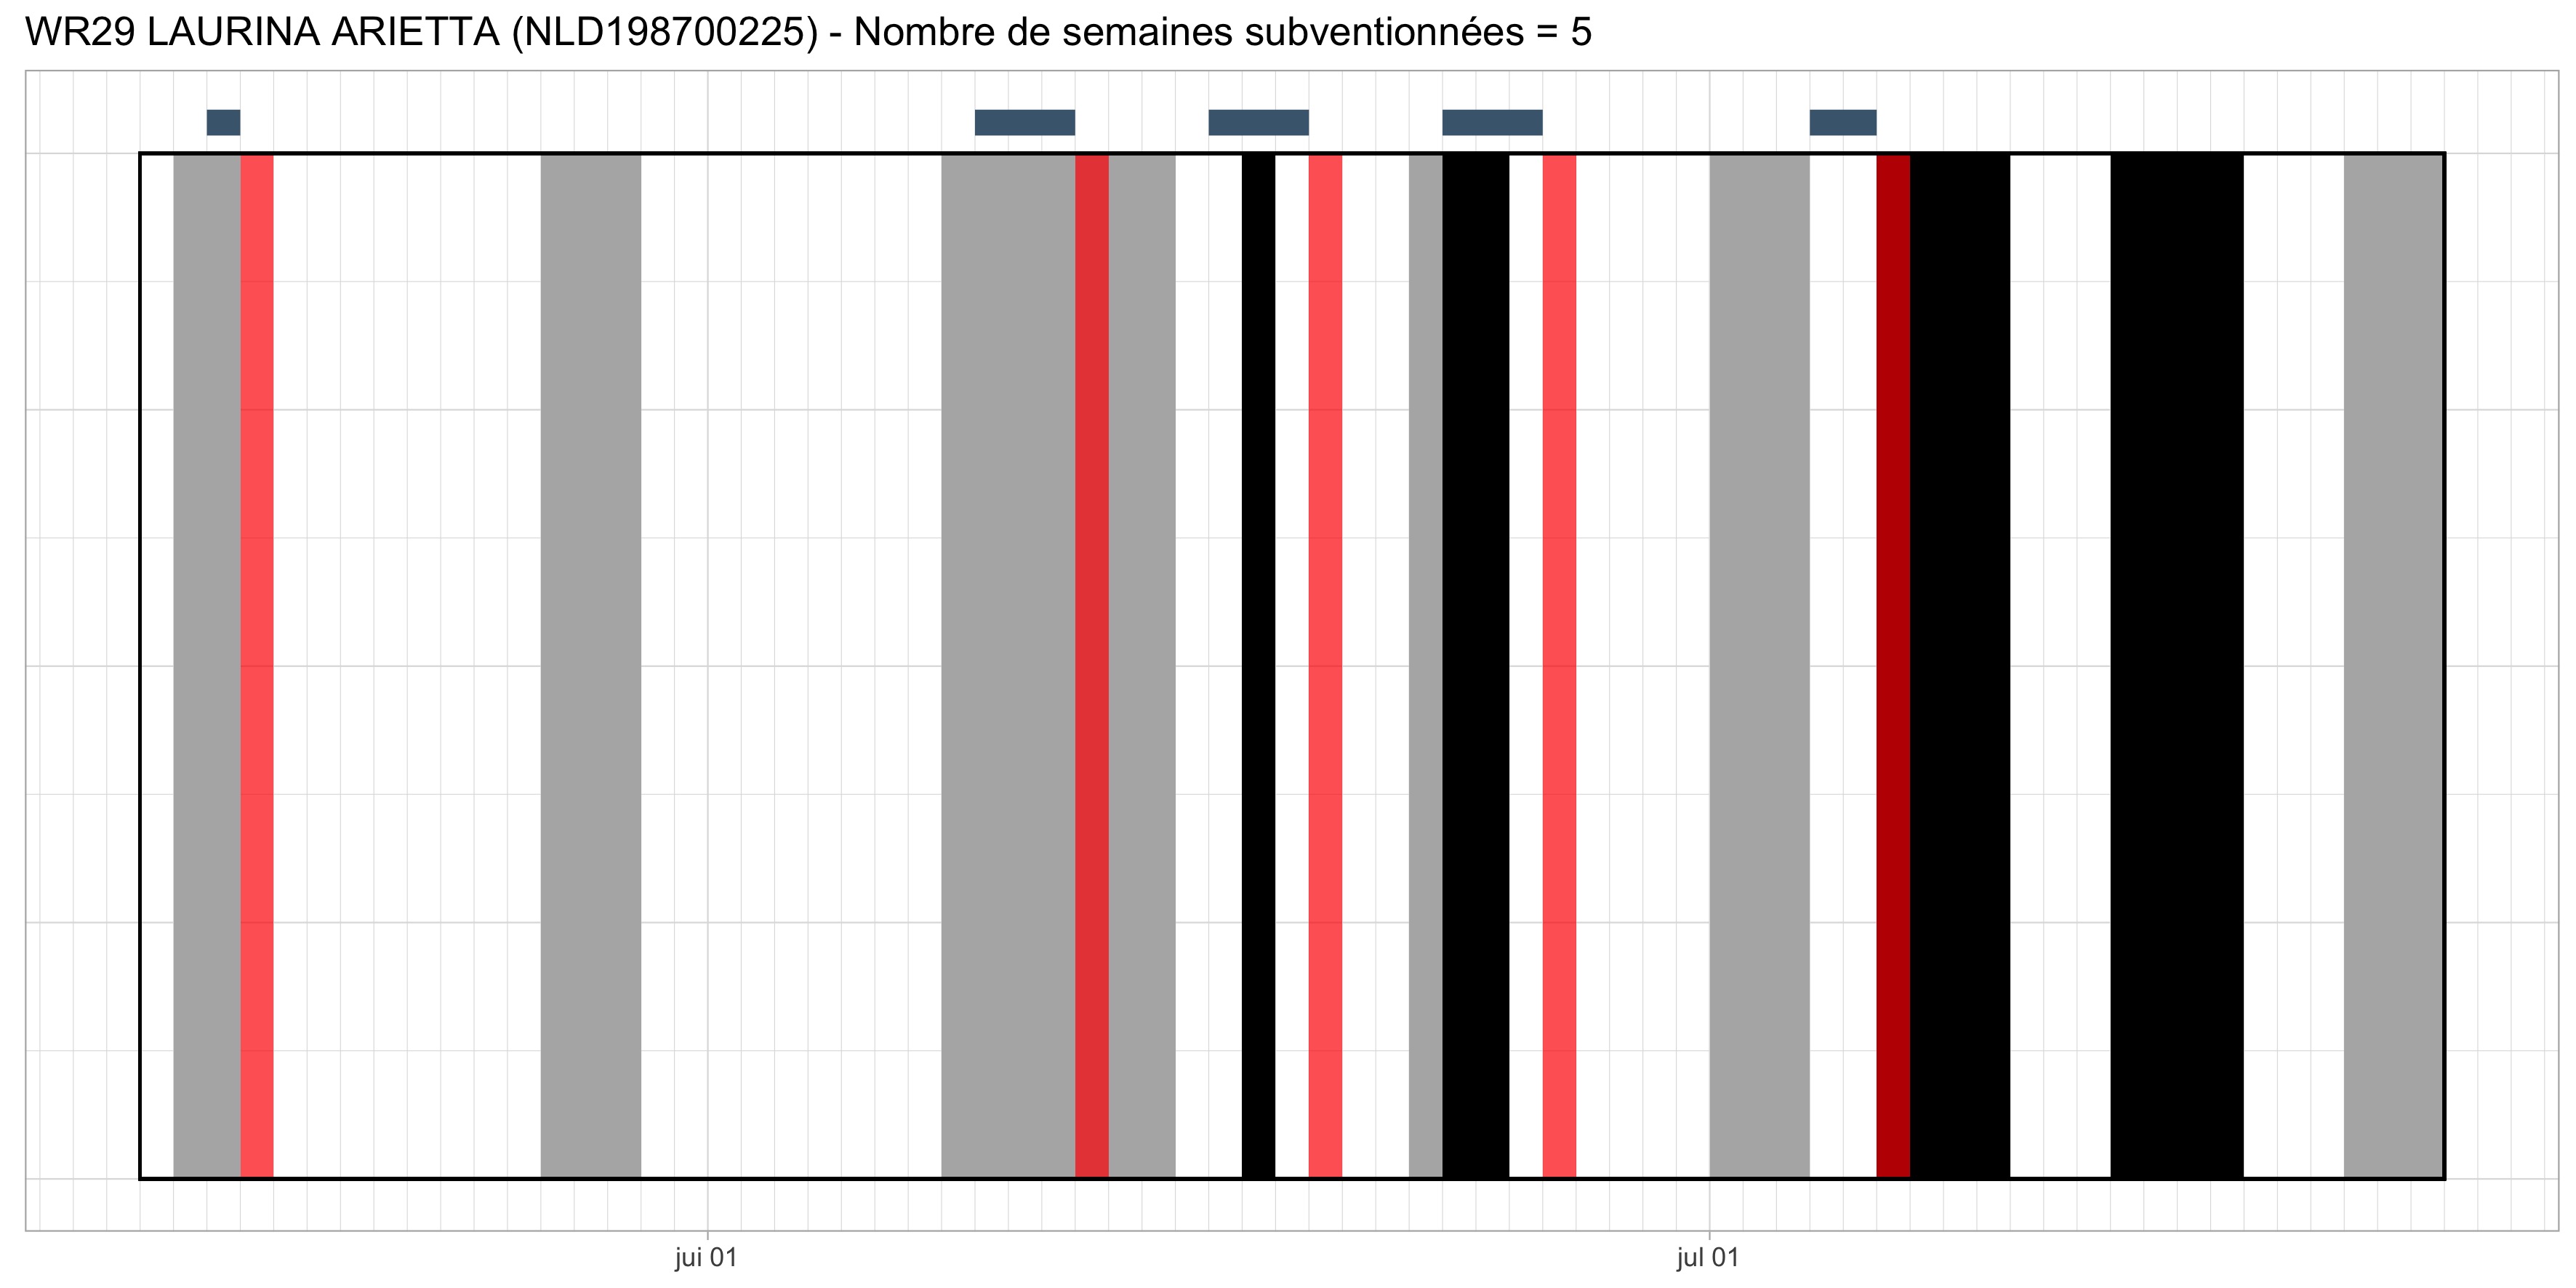 WR29 LAURINA ARIETTA (NLD198700225) - Nombre de semaines subventionnées = 5
jui 01
jul 01